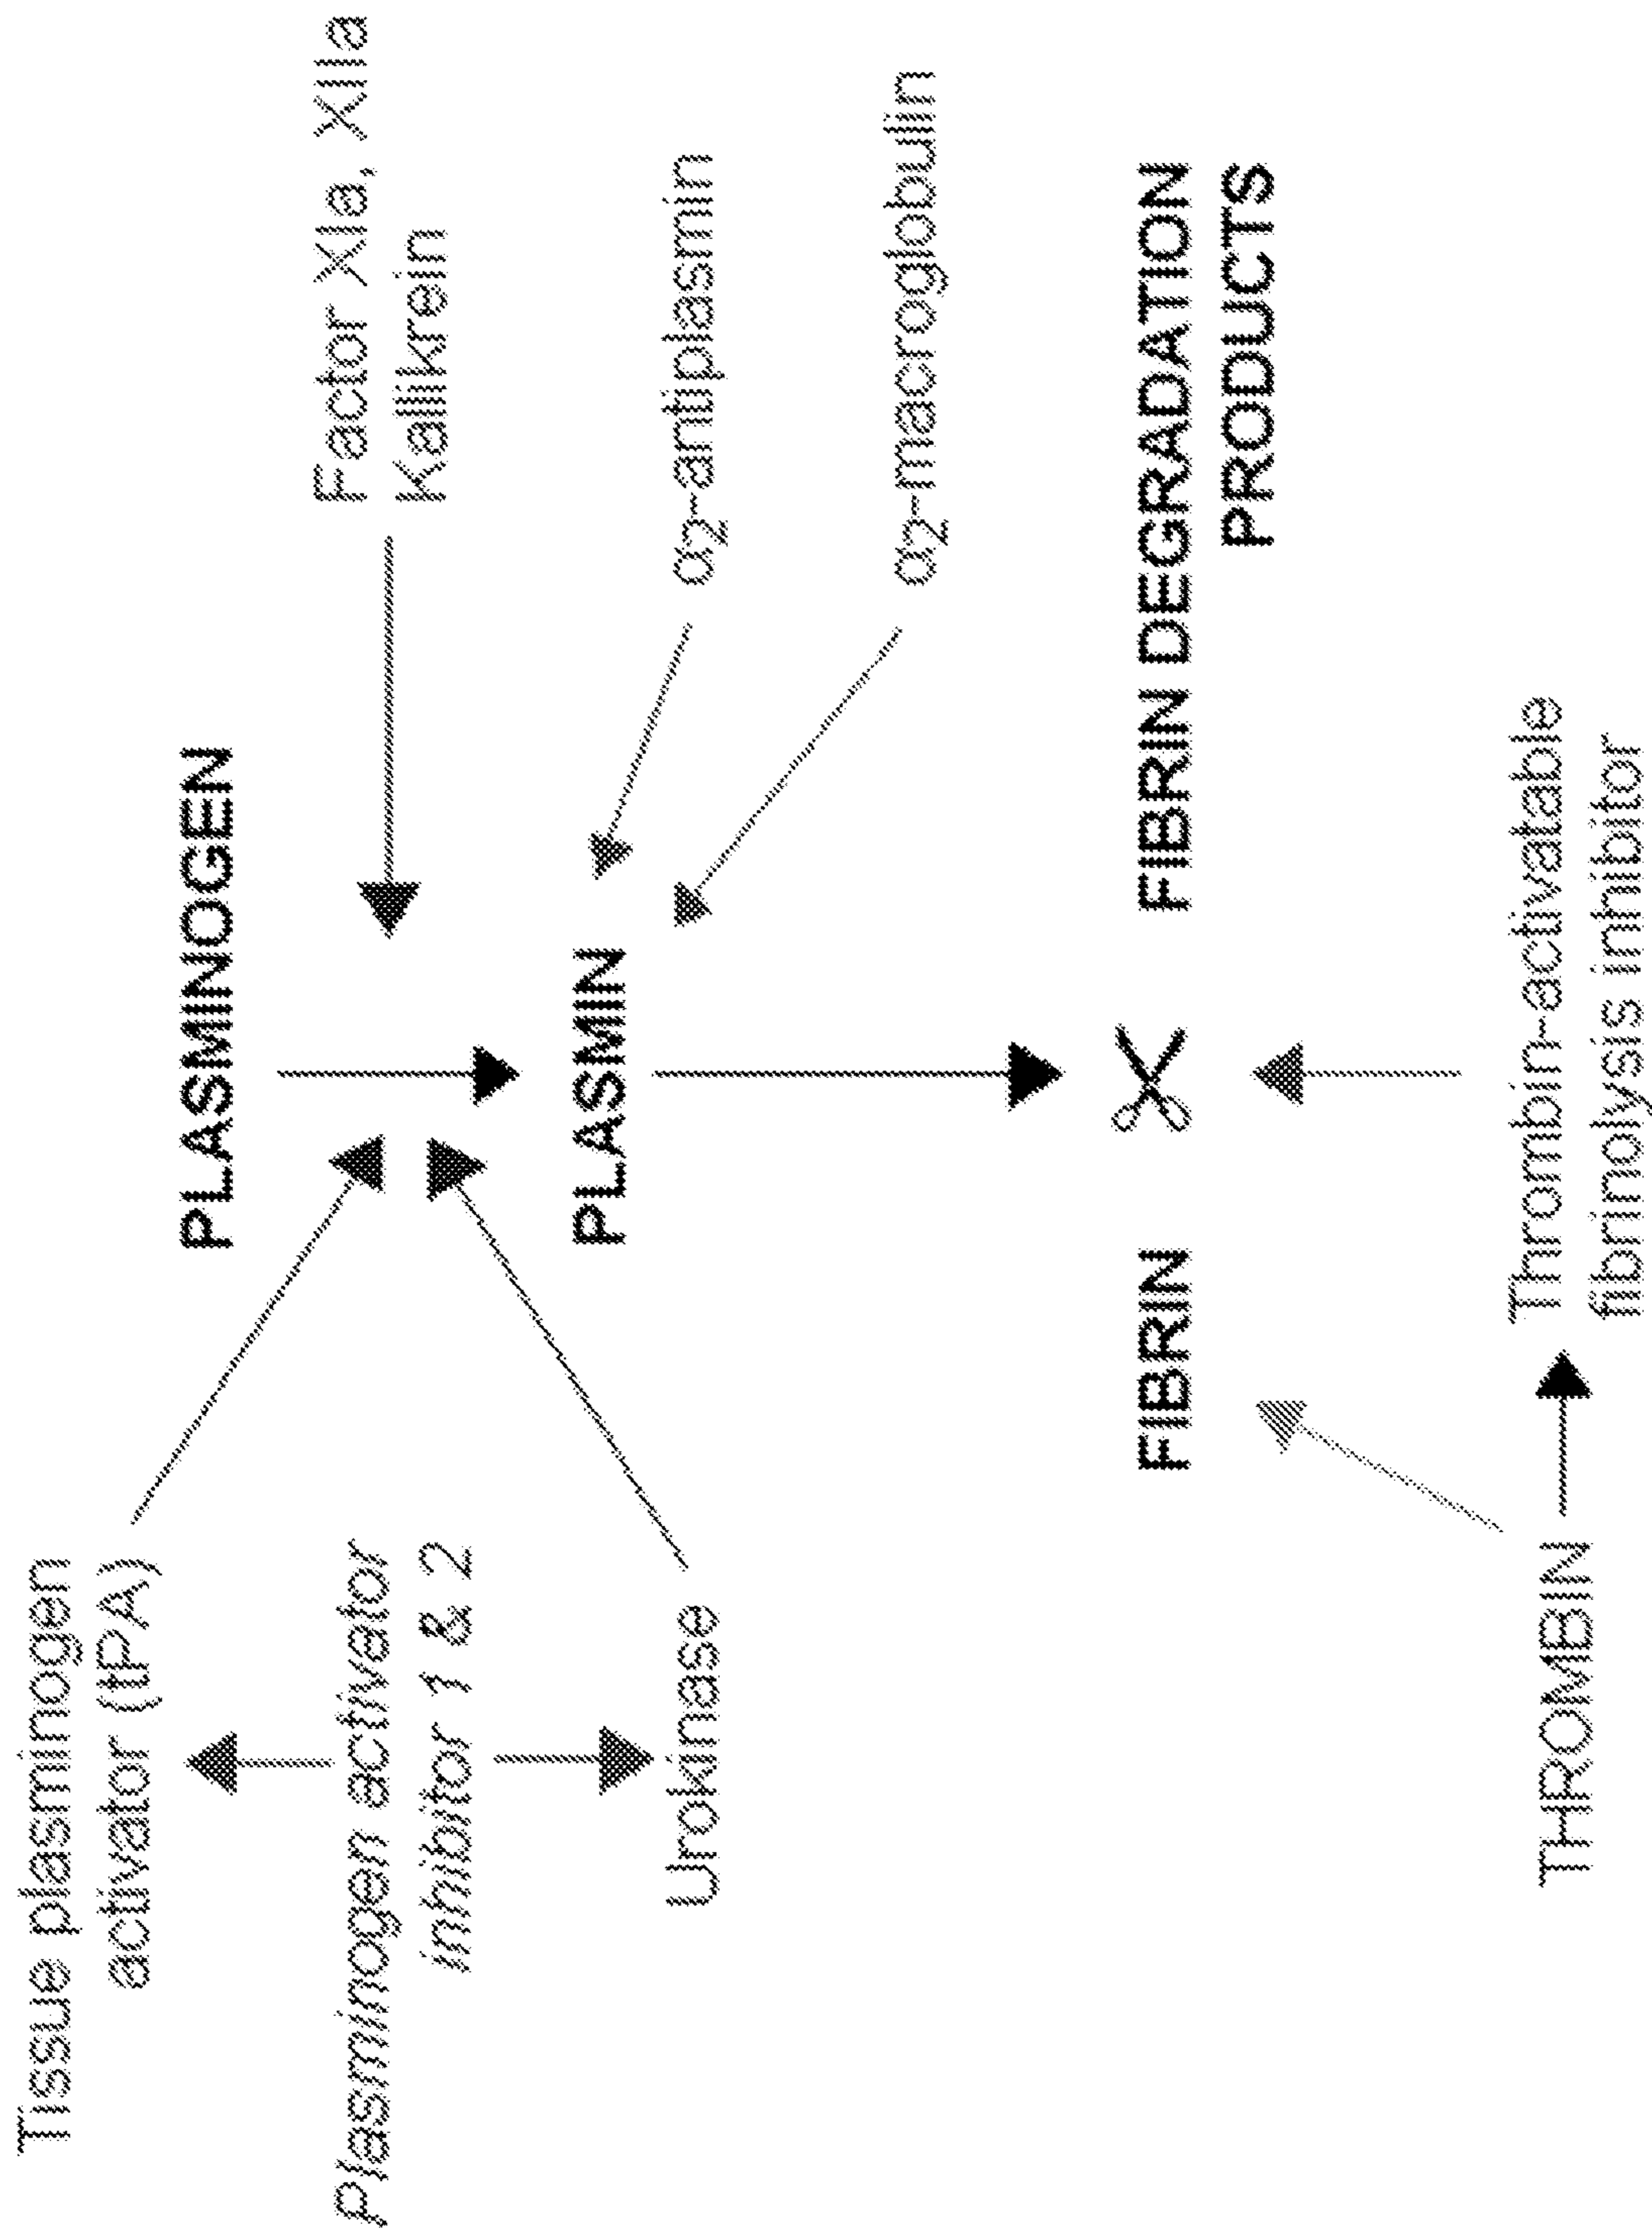 Tissue plasminogen
activator (tPA)
Plasminogen activator
inhibitor 1 & 2
Urokinase
PLASMINOGEN
Factor XIa, XIIa
Kallikrein
PLASMIN
α2-antiplasmin
α2-macroglobulin
FIBRIN
FIBRIN DEGRADATION
PRODUCTS
THROMBIN
Thrombin-activatable
fibrinolysis inhibitor